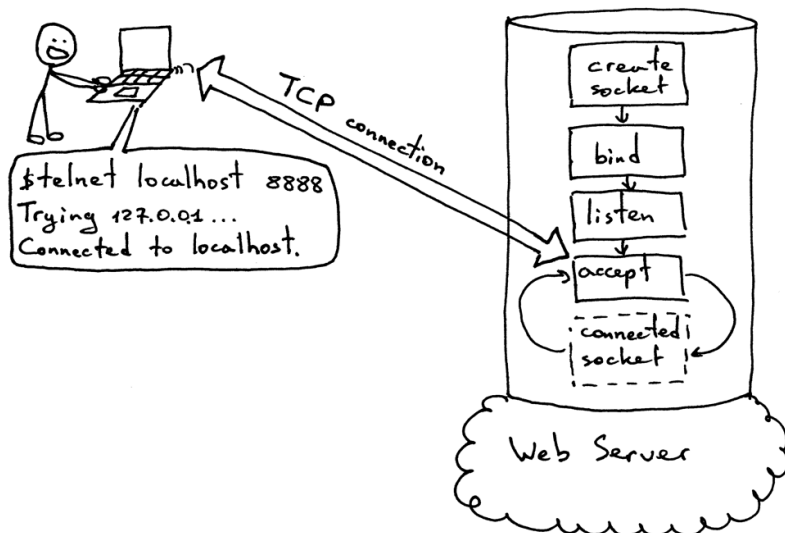 TCP
connection
$telnet localhost 8888
Trying 127.0.0.1...
Connected to localhost.
create
socket
bind
listen
accept
connected
socket
Web Server